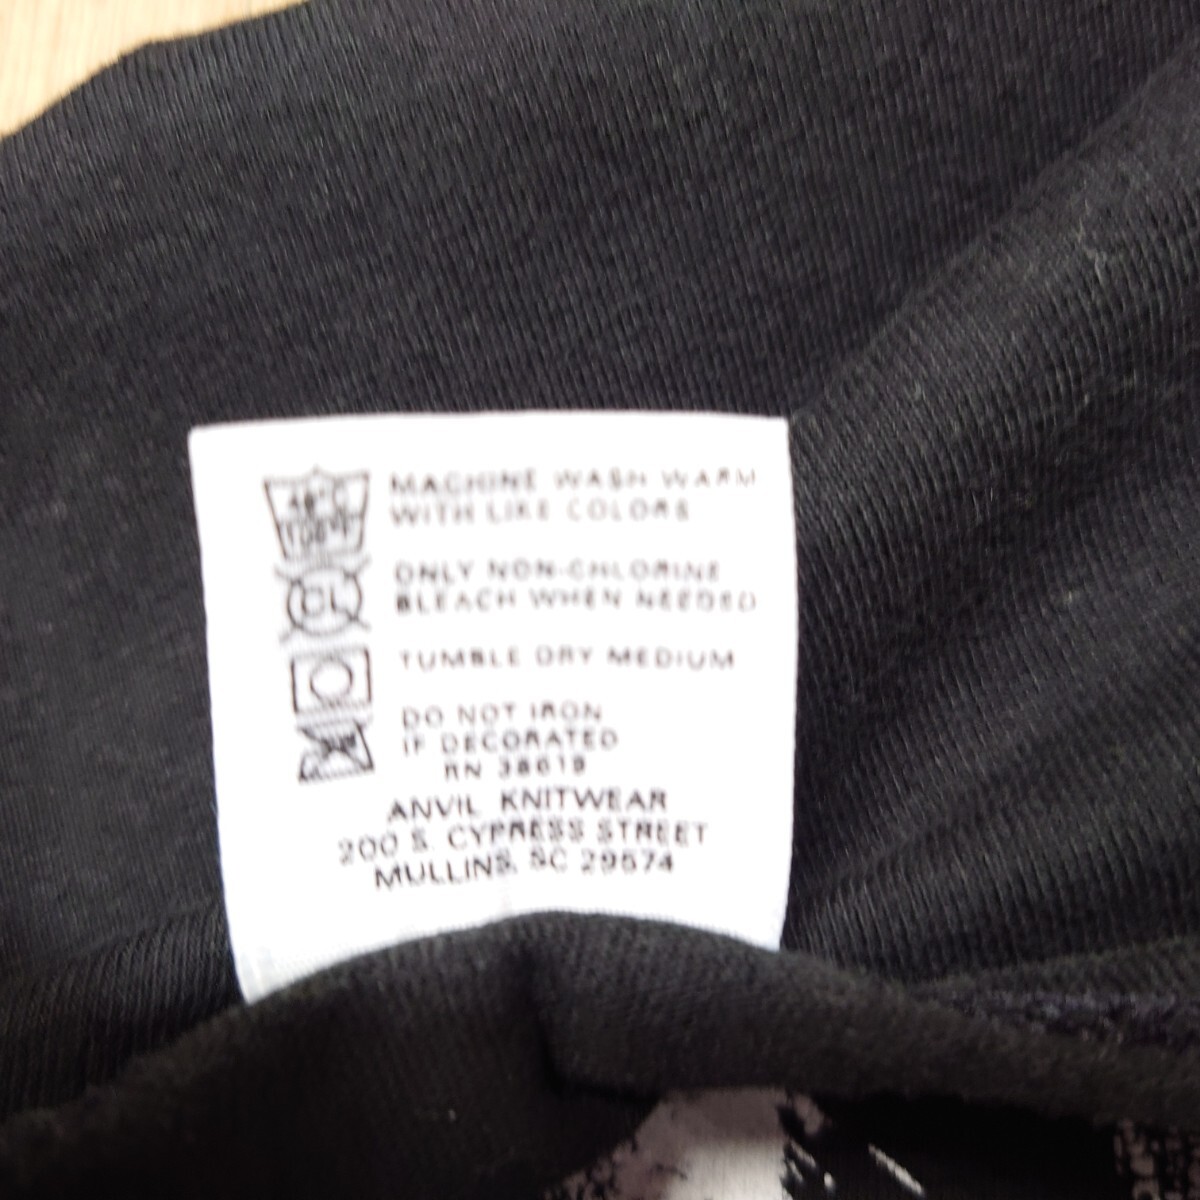 MACHINE WASH WARM
WITH LIKE COLORS
ONLY NON-CHLORINE
BLEACH WHEN NEEDED
CL
TUMBLE DRY MEDIUM
DO NOT IRON
IF DECORATED
RN 38619
ANVIL KNITWEAR
200 S. CYPRESS STREET
MULLINS, SC 29574